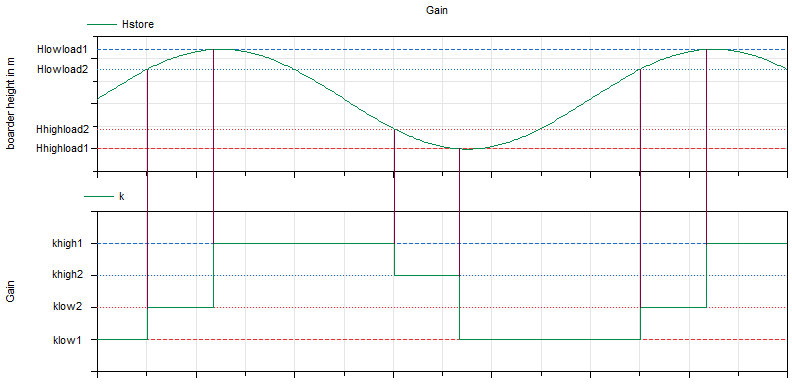 Gain
Hstore
Hlowload1
Hlowload2
Hhighload2
Hhighload1
boarder height in m
k
khigh1
khigh2
klow2
klow1
Gain